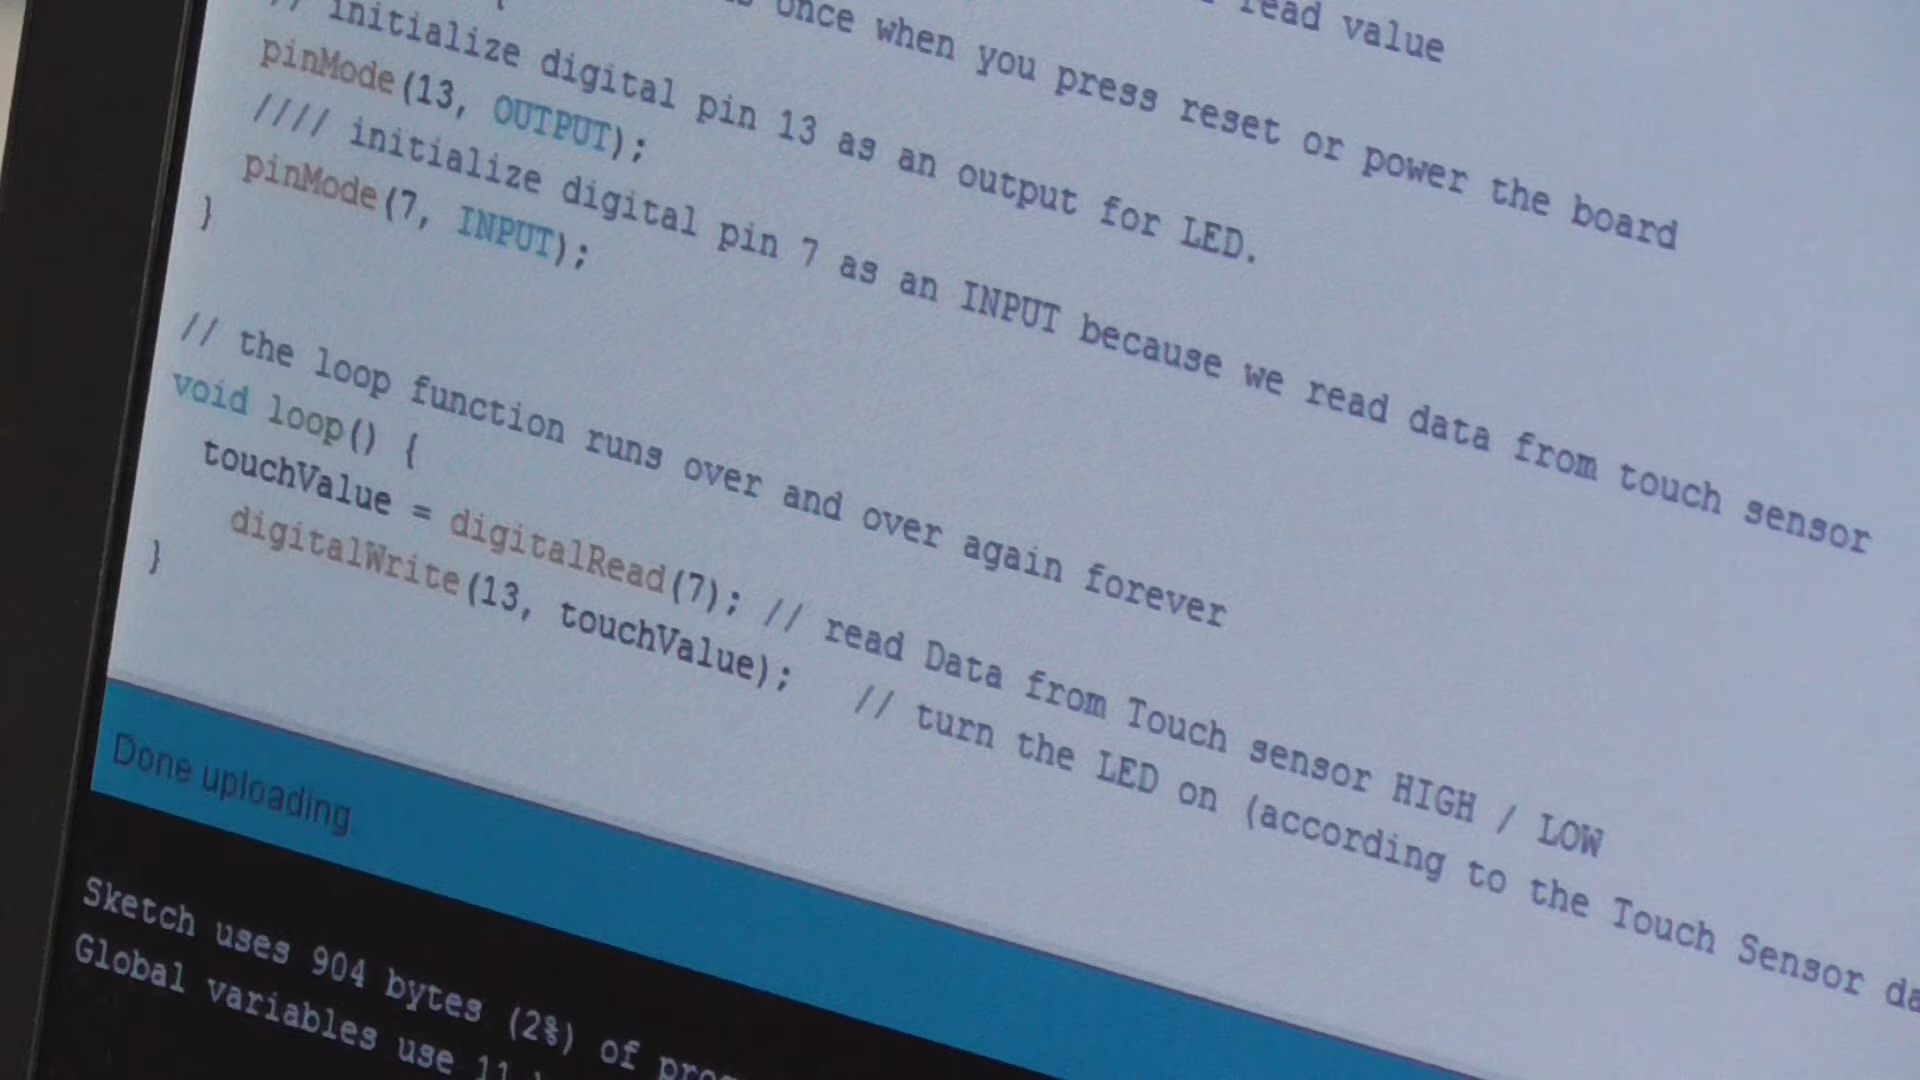 read value
once when you press reset or power the board
// initialize digital pin 13 as an output for LED.
pinMode(13, OUTPUT);
//// initialize digital pin 7 as an INPUT because we read data from touch sensor
pinMode(7, INPUT);
}
// the loop function runs over and over again forever
void loop() {
touchValue = digitalRead(7); // read Data from Touch sensor HIGH / LOW
digitalWrite(13, touchValue); // turn the LED on (according to the Touch Sensor
}
Done uploading
Sketch uses 904 bytes (2%) of
Global variables use 11